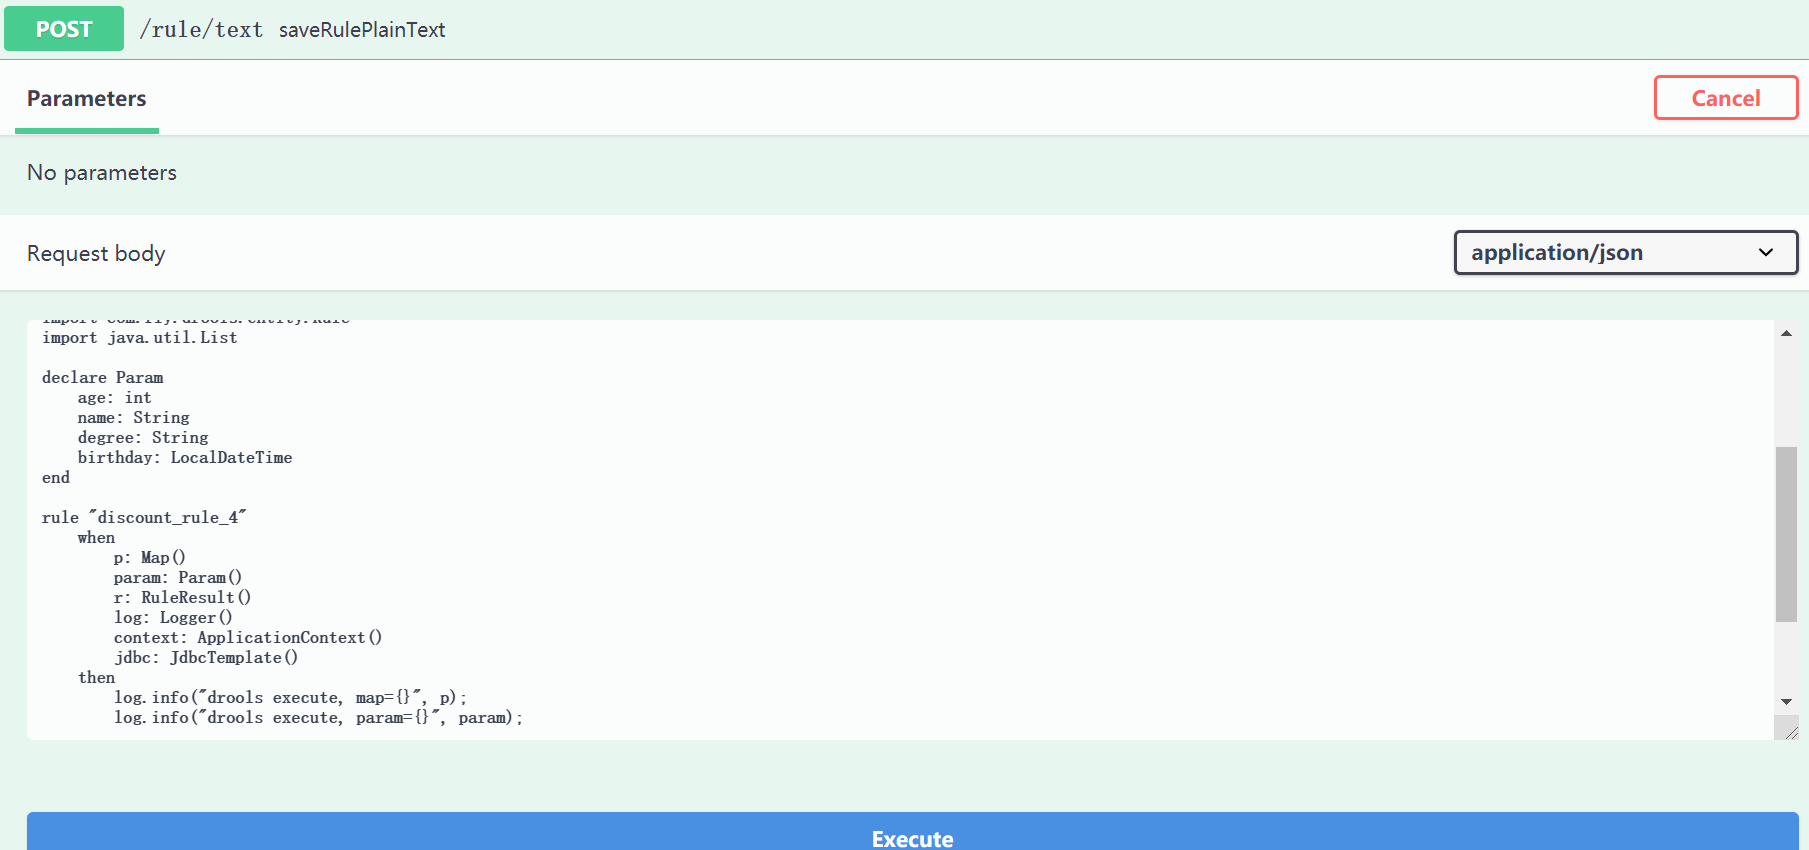 POST /rule/text saveRulePlainText
Parameters
Cancel
No parameters
Request body
application/json
import java.util.List
declare Param
age: int
name: String
degree: String
birthday: LocalDateTime
end
rule "discount_rule_4"
when
p: Map()
param: Param()
r: RuleResult()
log: Logger()
context: ApplicationContext()
jdbc: JdbcTemplate()
then
log.info("drools execute, map={}", p);
log.info("drools execute, param={}", param);
Execute